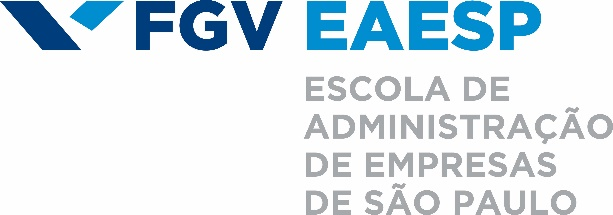 FGV EAESP
ESCOLA DE
ADMINISTRAÇÃO
DE EMPRESAS
DE SÃO PAULO